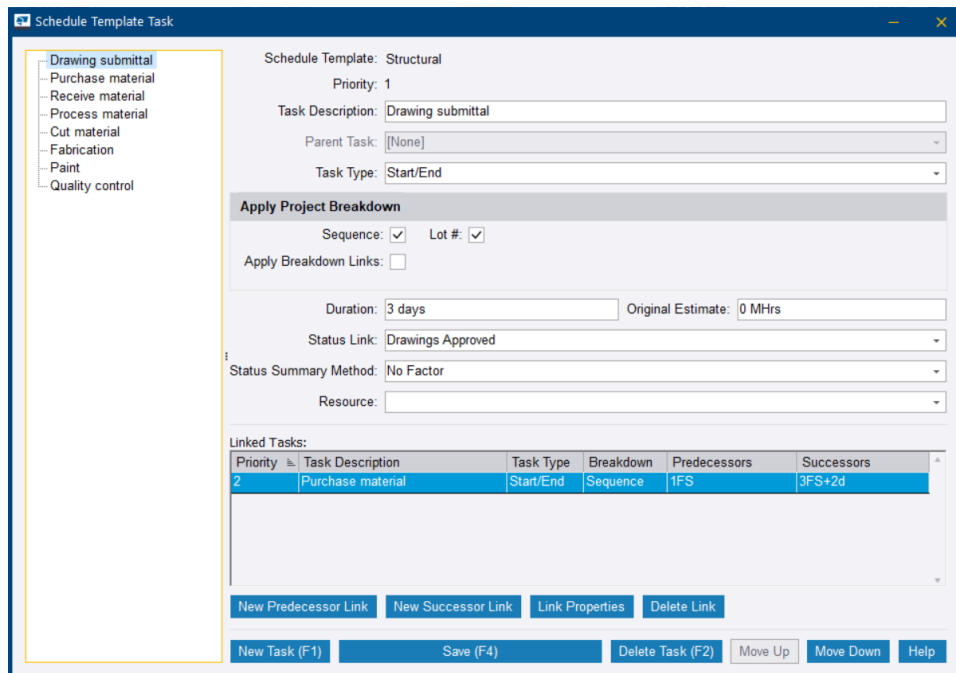 Schedule Template Task
Drawing submittal
Purchase material
Receive material
Process material
Cut material
Fabrication
Paint
Quality control
Schedule Template: Structural
Priority: 1
Task Description: Drawing submittal
Parent Task: [None]
Task Type: Start/End
Apply Project Breakdown
Sequence: Lot #:
Apply Breakdown Links:
Duration: 3 days Original Estimate: 0 MHrs
Status Link: Drawings Approved
Status Summary Method: No Factor
Resource:
Linked Tasks:
Priority Task Description Task Type Breakdown Predecessors Successors
2 Purchase material Start/End Sequence 1FS 3FS+2d
New Predecessor Link New Successor Link Link Properties Delete Link
New Task (F1) Save (F4) Delete Task (F2) Move Up Move Down Help